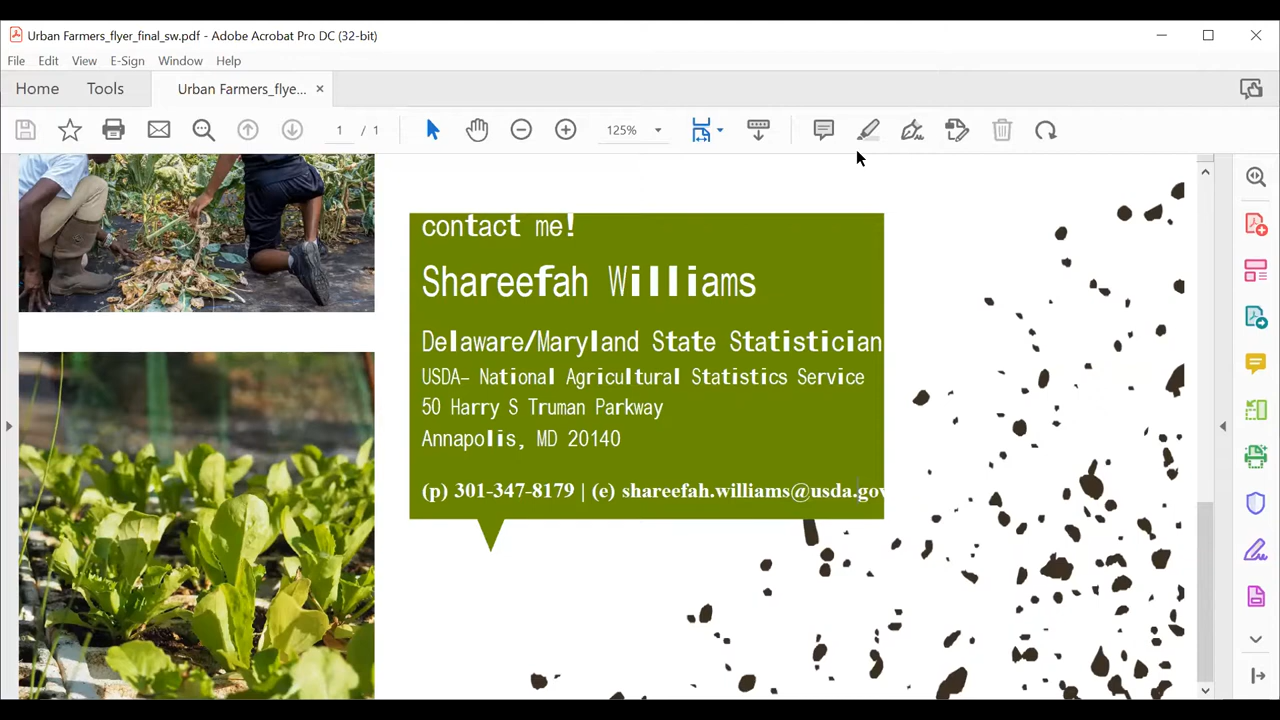 Urban Farmers_flyer_final_sw.pdf - Adobe Acrobat Pro DC (32-bit)
File Edit View E-Sign Window Help
Home Tools Urban Farmers_flye... ×
1 / 1 125%
contact me!
Shareefah Williams
Delaware/Maryland State Statistician
USDA– National Agricultural Statistics Service
50 Harry S Truman Parkway
Annapolis, MD 20140
(p) 301-347-8179 | (e) shareefah.williams@usda.gov